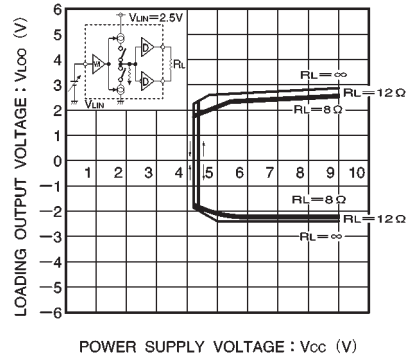 LOADING OUTPUT VOLTAGE : VLOO (V)
6
5
4
3
2
1
0
−1
−2
−3
−4
−5
−6
VLIN=2.5V
V/I
D
D
RL
VLIN
RL=∞
RL=12Ω
RL=8Ω
1 2 3 4 5 6 7 8 9 10
RL=8Ω
RL=12Ω
RL=∞
POWER SUPPLY VOLTAGE : VCC (V)